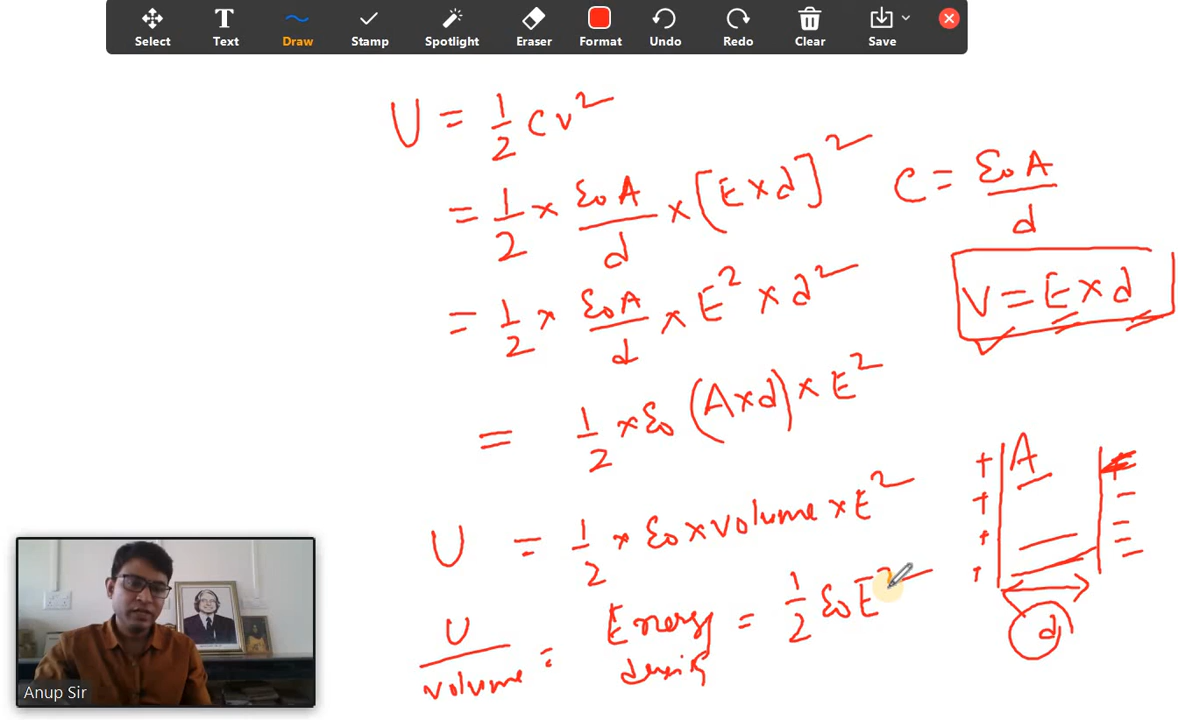 Select Text Draw Stamp Spotlight Eraser Format Undo Redo Clear Save
U = 1/2 CV²
= 1/2 × ε₀A/d × [E×d]²
C = ε₀A/d
= 1/2 × ε₀A/d × E² × d²
V = E×d
= 1/2 × ε₀ (A×d) × E²
+ A
+ −
U = 1/2 × ε₀ × volume × E²
+ =
+ −
U/volume = Energy density = 1/2 ε₀E²
d
Anup Sir